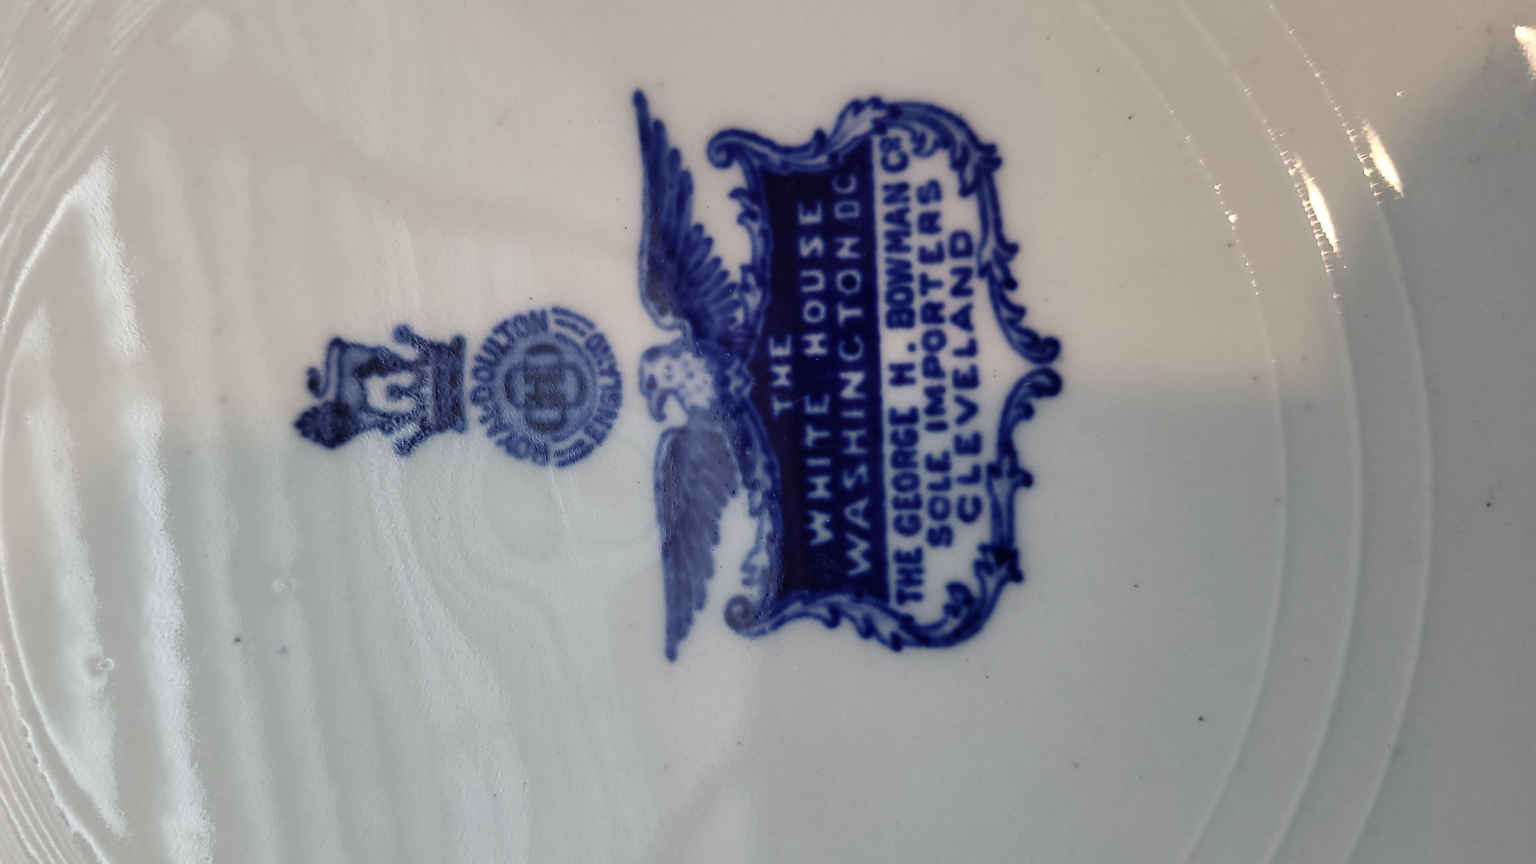 ROYAL DOULTON
ENGLAND
THE
WHITE HOUSE
WASHINGTON DC
THE GEORGE H. BOWMAN Co
SOLE IMPORTERS
CLEVELAND